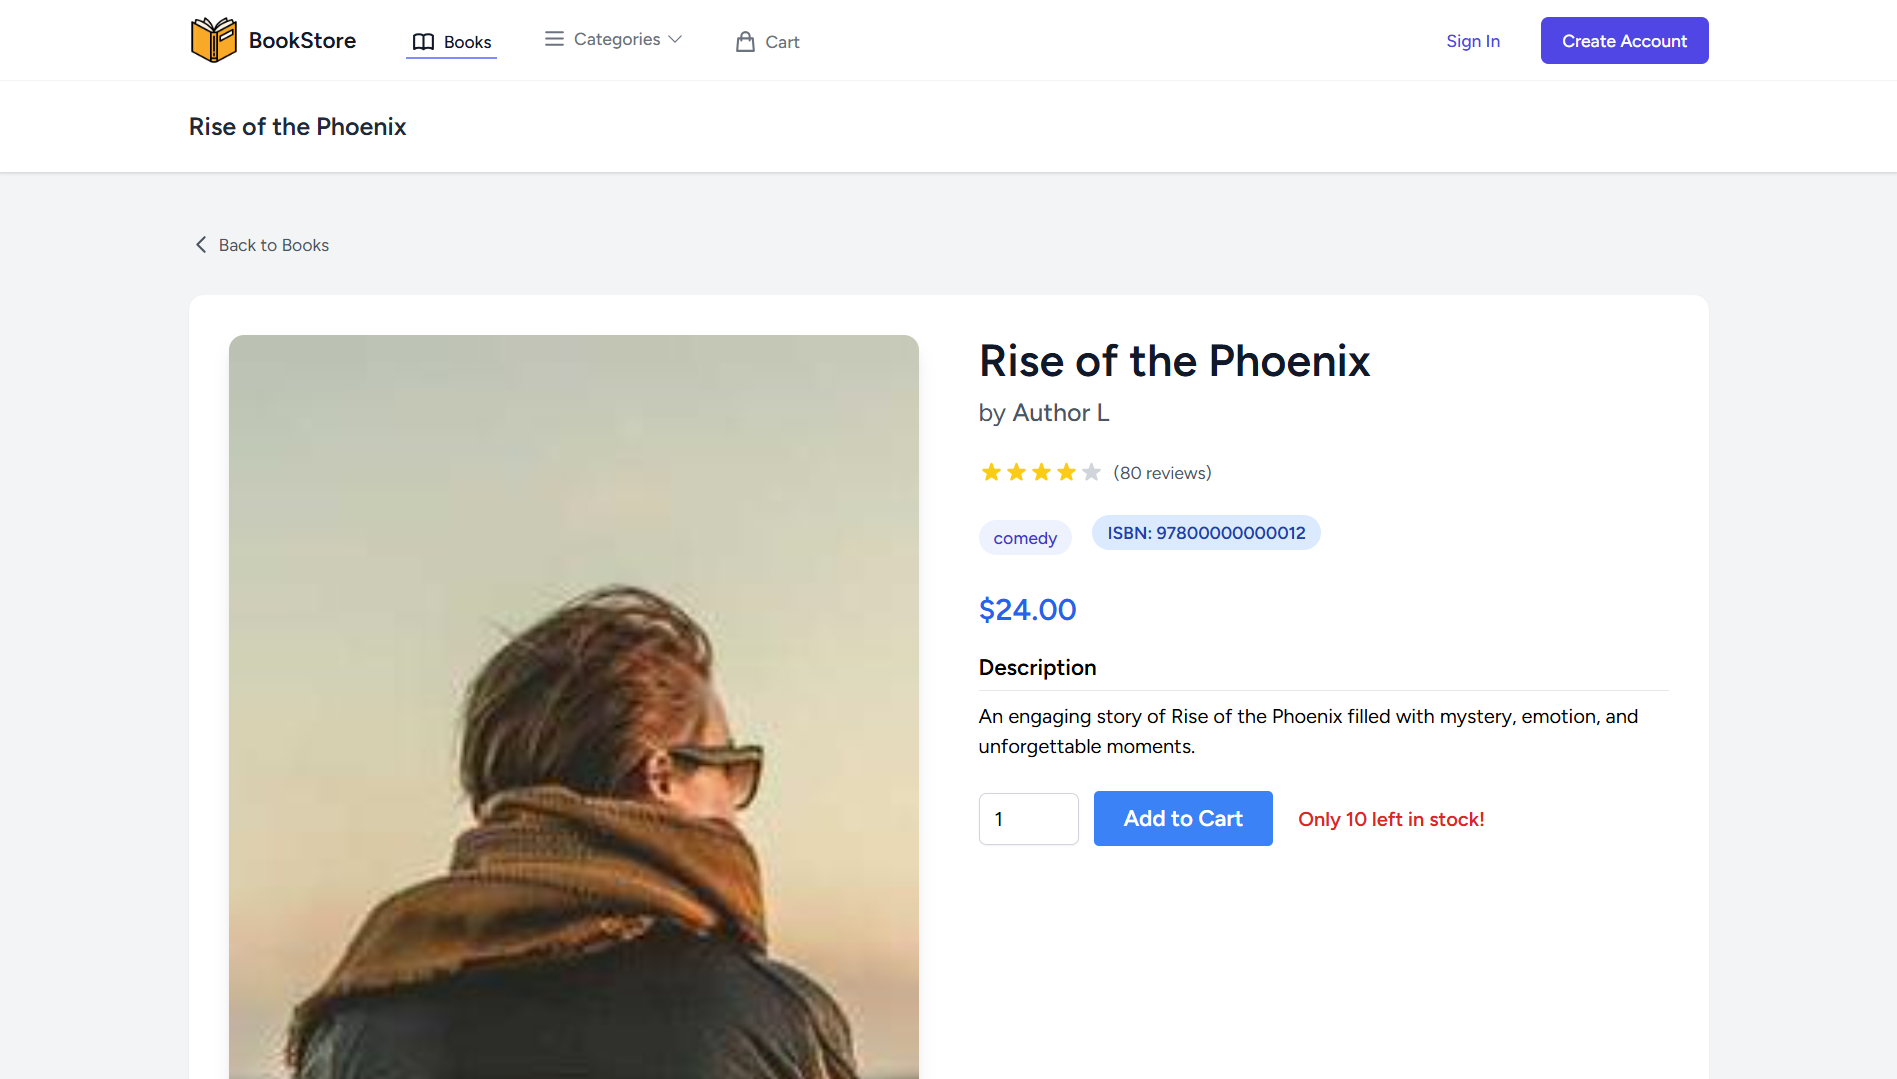 BookStore
Books
Categories
Cart
Sign In
Create Account
Rise of the Phoenix
Back to Books
Rise of the Phoenix
by Author L
(80 reviews)
comedy
ISBN: 97800000000012
$24.00
Description
An engaging story of Rise of the Phoenix filled with mystery, emotion, and
unforgettable moments.
1
Add to Cart
Only 10 left in stock!